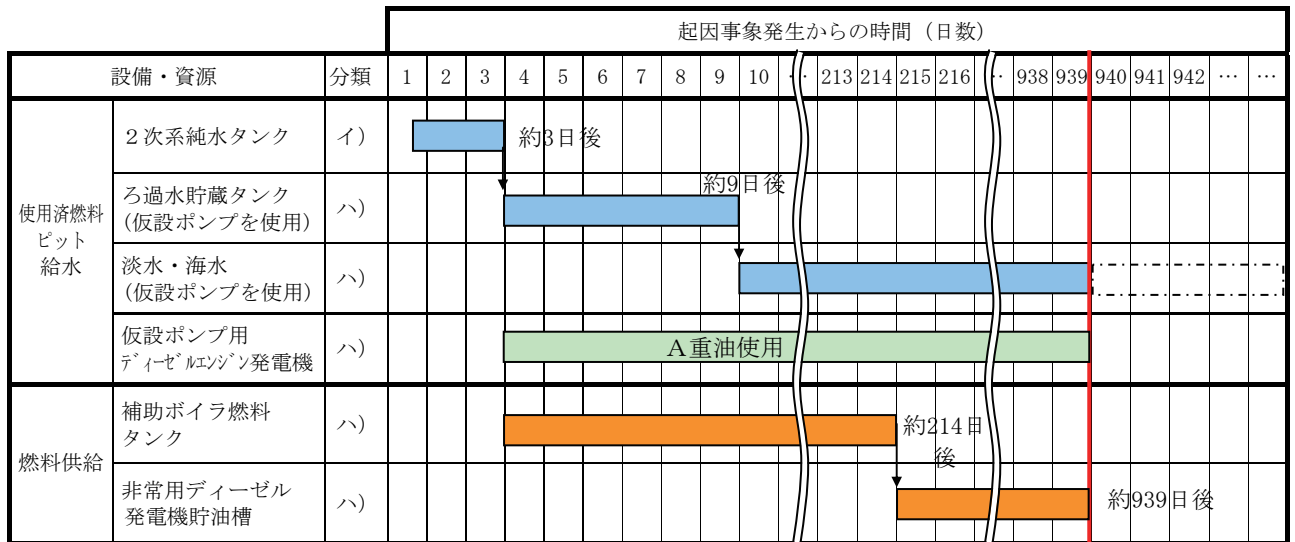 起因事象発生からの時間（日数）
設備・資源 分類 1 2 3 4 5 6 7 8 9 10 … 213 214 215 216 … 938 939 940 941 942 … …
使用済燃料
ピット
給水
２次系純水タンク イ） 約3日後
ろ過水貯蔵タンク
(仮設ポンプを使用) ハ） 約9日後
淡水・海水
(仮設ポンプを使用) ハ）
仮設ポンプ用
ﾃﾞｨｰｾﾞﾙｴﾝｼﾞﾝ発電機 ハ） Ａ重油使用
燃料供給
補助ボイラ燃料
タンク ハ） 約214日
後
非常用ディーゼル
発電機貯油槽 ハ） 約939日後